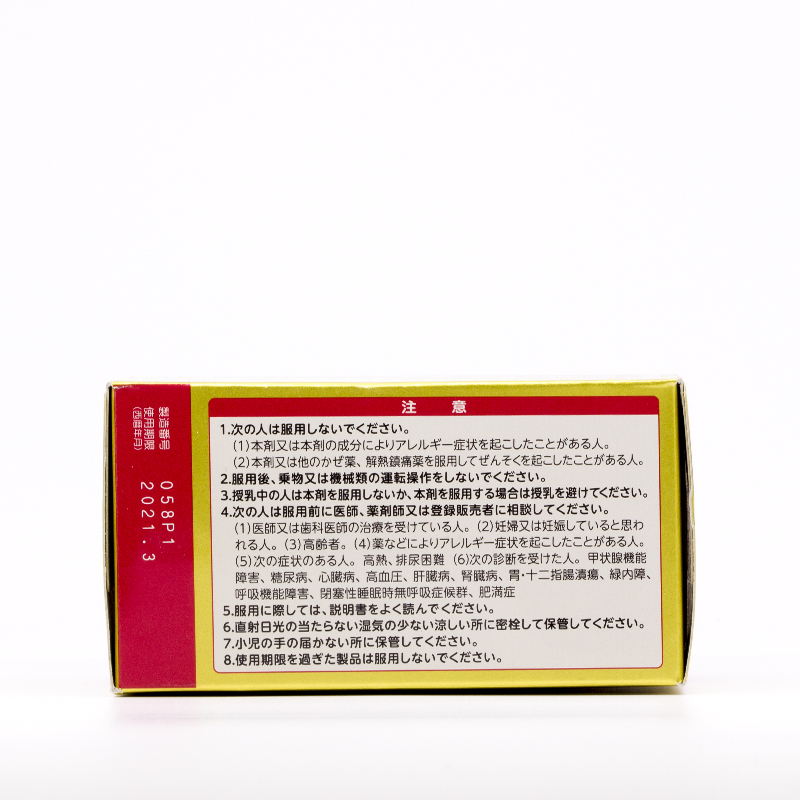 製造番号
使用期限
(西暦年月)
058P1
2021.3
注 意
1.次の人は服用しないでください。
(1)本剤又は本剤の成分によりアレルギー症状を起こしたことがある人。
(2)本剤又は他のかぜ薬、解熱鎮痛薬を服用してぜんそくを起こしたことがある人。
2.服用後、乗物又は機械類の運転操作をしないでください。
3.授乳中の人は本剤を服用しないか、本剤を服用する場合は授乳を避けてください。
4.次の人は服用前に医師、薬剤師又は登録販売者に相談してください。
(1)医師又は歯科医師の治療を受けている人。(2)妊婦又は妊娠していると思わ
れる人。(3)高齢者。(4)薬などによりアレルギー症状を起こしたことがある人。
(5)次の症状のある人。高熱、排尿困難 (6)次の診断を受けた人。甲状腺機能
障害、糖尿病、心臓病、高血圧、肝臓病、腎臓病、胃・十二指腸潰瘍、緑内障、
呼吸機能障害、閉塞性睡眠時無呼吸症候群、肥満症
5.服用に際しては、説明書をよく読んでください。
6.直射日光の当たらない湿気の少ない涼しい所に密栓して保管してください。
7.小児の手の届かない所に保管してください。
8.使用期限を過ぎた製品は服用しないでください。